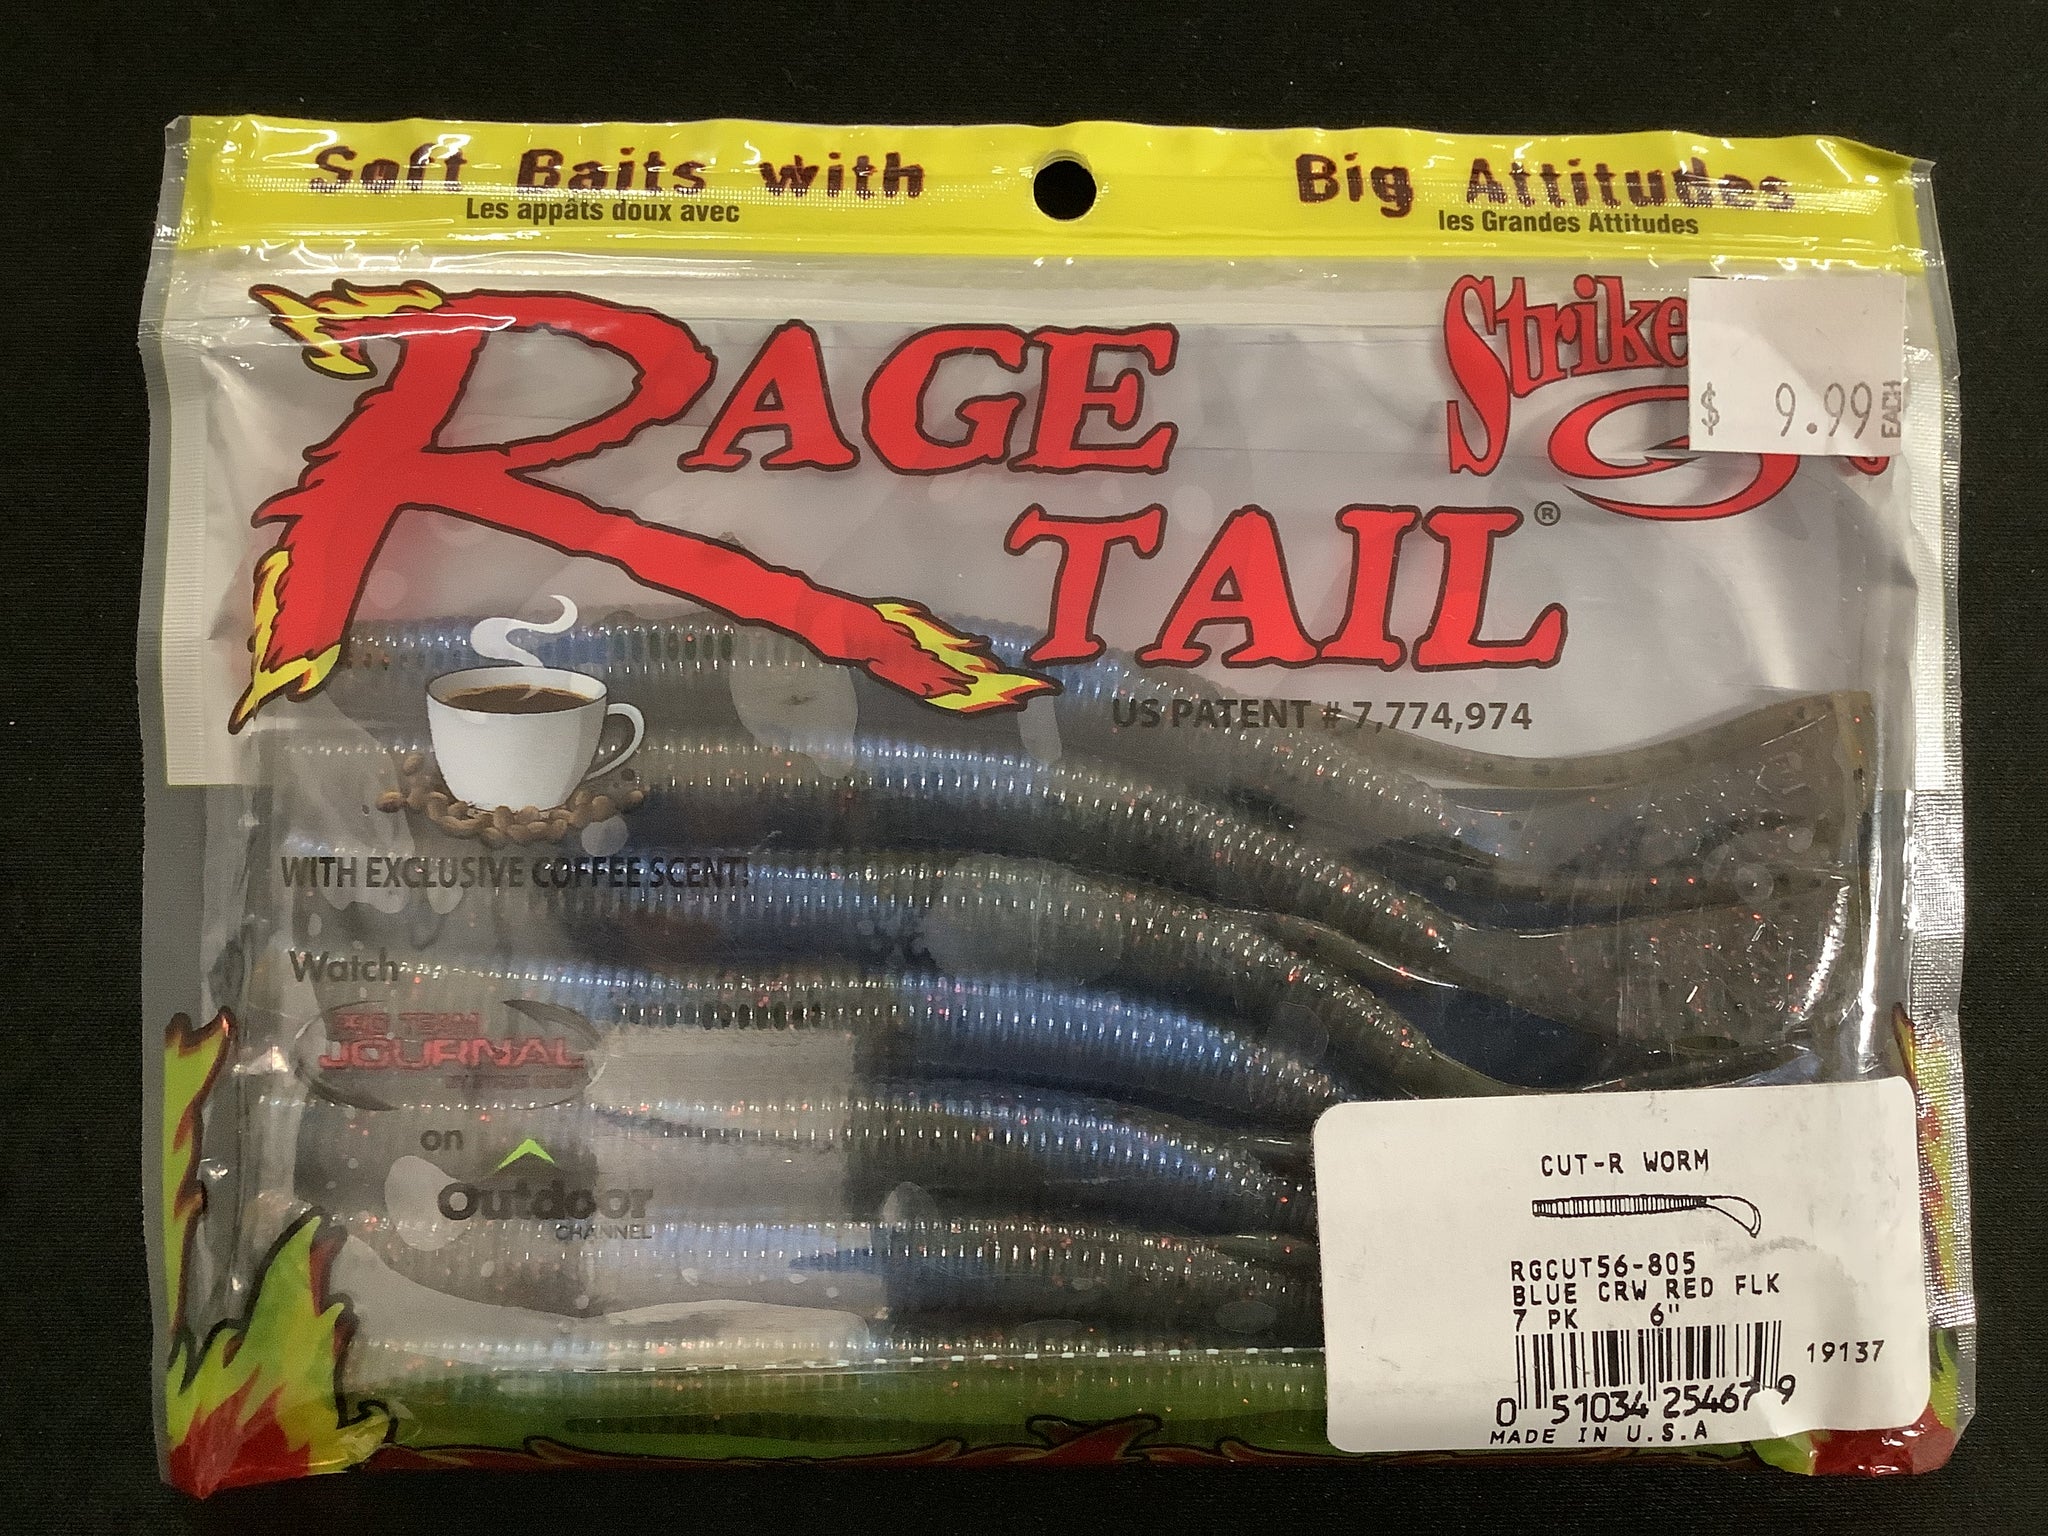 Soft Baits with Big Attitudes
Les appâts doux avec les Grandes Attitudes
Strike
$ 9.99 EACH
RAGE
TAIL®
US PATENT # 7,774,974
WITH EXCLUSIVE COFFEE SCENT!
Watch
PRO TEAM
JOURNAL
on
Outdoor
CHANNEL
CUT-R WORM
RGCUT56-805
BLUE CRW RED FLK
7 PK 6"
19137
0 51034 25467 9
MADE IN U.S.A